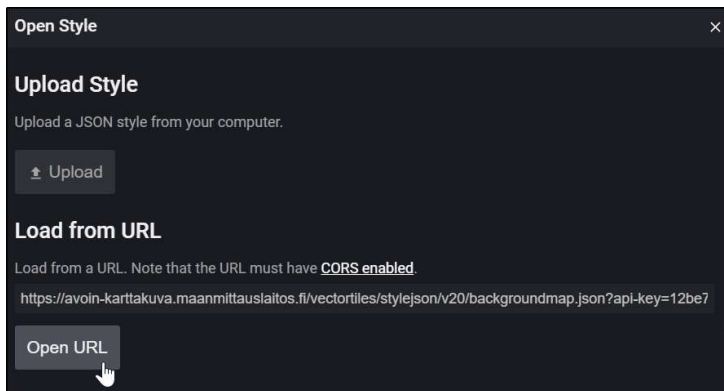 Open Style
Upload Style
Upload a JSON style from your computer.
Upload
Load from URL
Load from a URL. Note that the URL must have CORS enabled.
https://avoin-karttakuva.maanmittauslaitos.fi/vectortiles/stylejson/v20/backgroundmap.json?api-key=12be7
Open URL